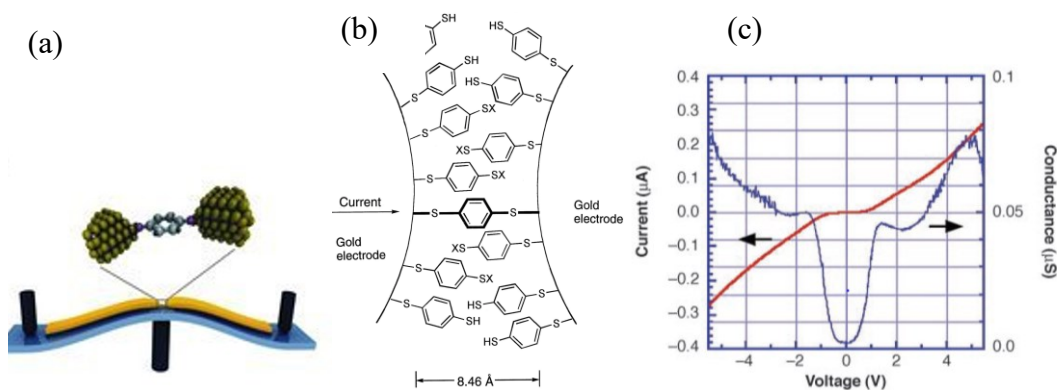 (a)
(b)
(c)
SH
HS
S
SH
HS
S
S
SX
S
XS
S
S
SX
Current
S
S
Gold
electrode
Gold
electrode
XS
S
S
SX
HS
S
S
SH
HS
S
8.46 Å
0.4
0.3
0.2
0.1
0.0
-0.1
-0.2
-0.3
-0.4
Current (µA)
0.1
0.05
0.0
Conductance (µS)
−4
−2
0
2
4
Voltage (V)